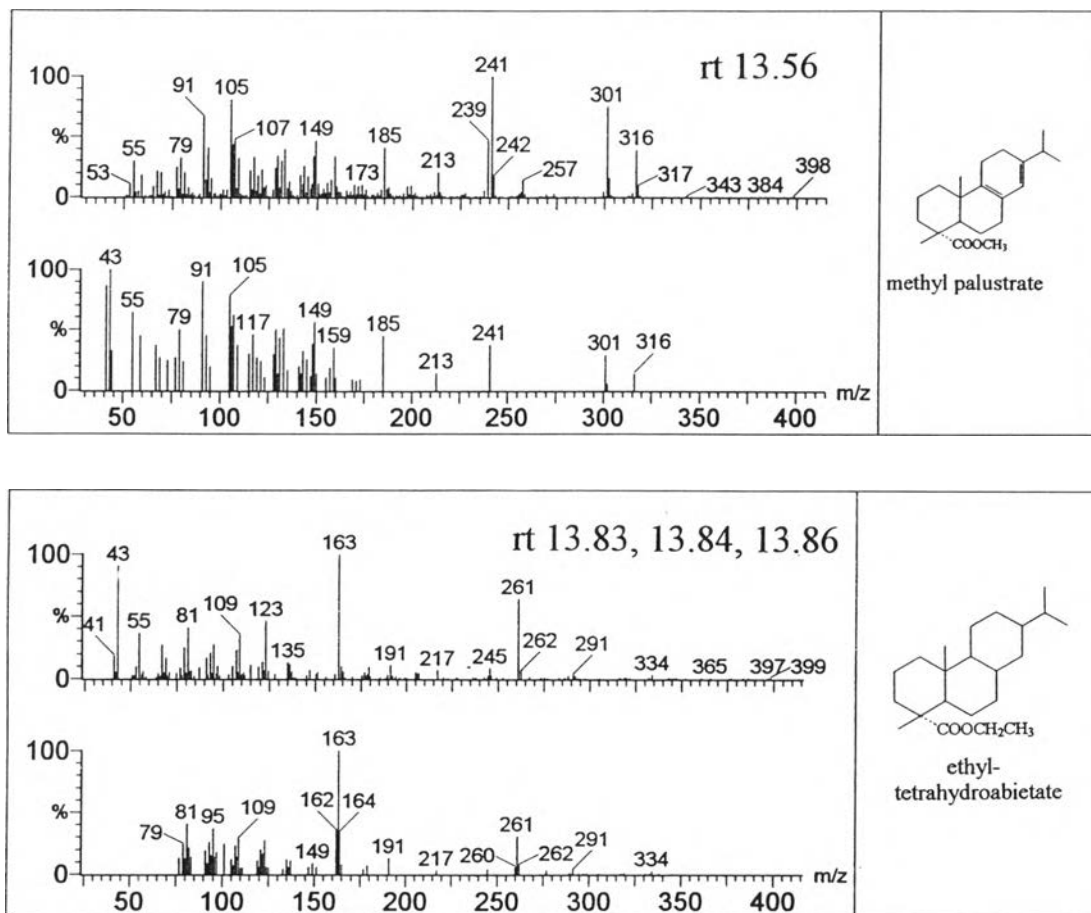 rt 13.56
100
%
0
53 55 79 91 105 107 149 173 185 213 239 241 242 257 301 316 317 343 384 398
100
%
0
43 55 79 91 105 117 149 159 185 213 241 301 316
m/z
50 100 150 200 250 300 350 400
COOCH3
methyl palustrate
rt 13.83, 13.84, 13.86
100
%
0
41 43 55 81 109 123 135 163 191 217 245 261 262 291 334 365 397 399
100
%
0
79 81 95 109 149 162 163 164 191 217 260 261 262 291 334
m/z
50 100 150 200 250 300 350 400
COOCH2CH3
ethyl-
tetrahydroabietate